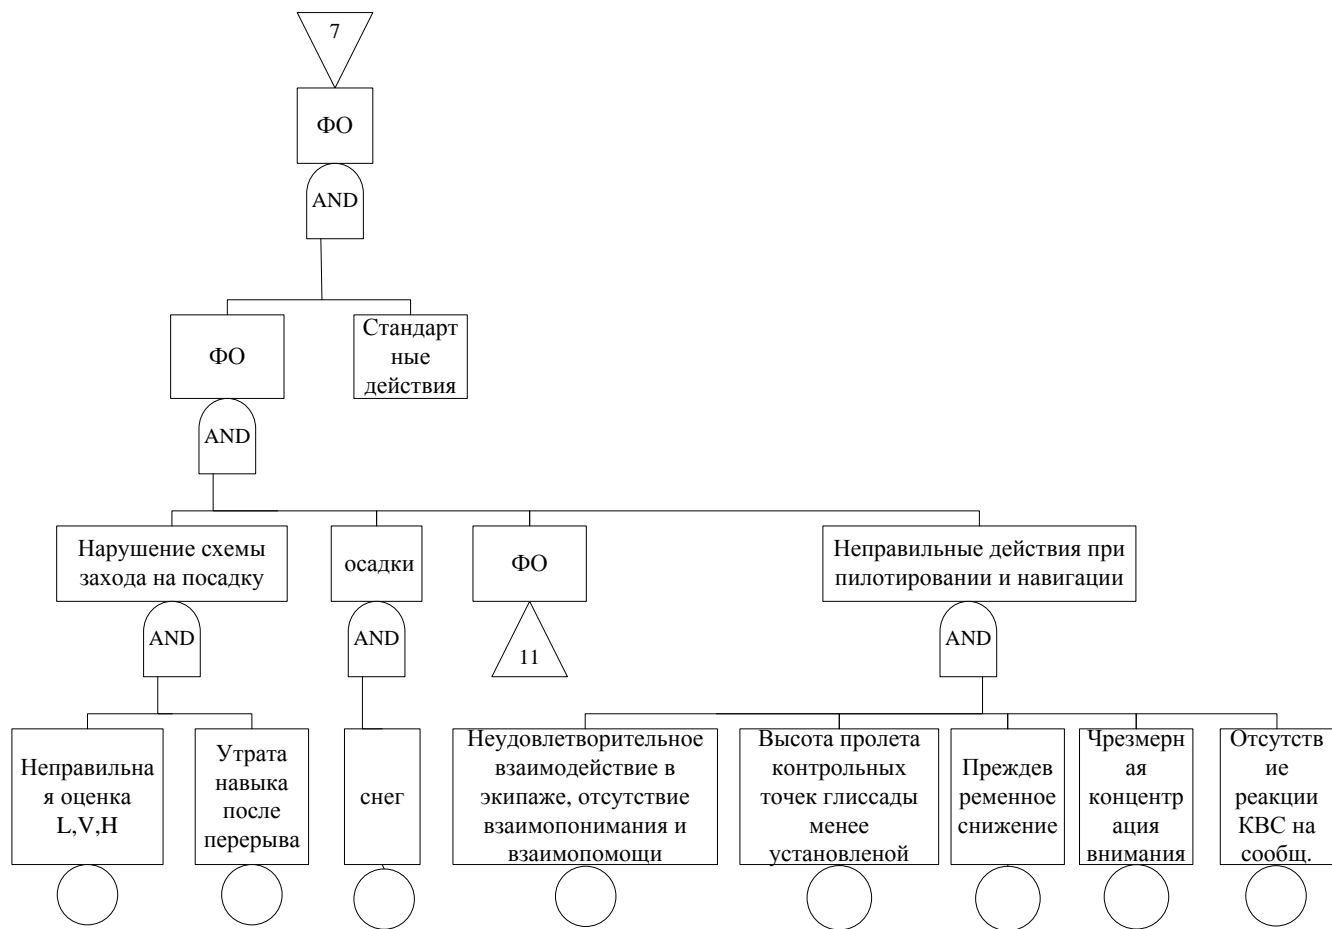 7
ФО
AND
ФО
Стандарт
ные
действия
AND
Нарушение схемы
захода на посадку
осадки
ФО
Неправильные действия при
пилотировании и навигации
AND
AND
11
AND
Неправильна
я оценка
L,V,H
Утрата
навыка
после
перерыва
снег
Неудовлетворительное
взаимодействие в
экипаже, отсутствие
взаимопонимания и
взаимопомощи
Высота пролета
контрольных
точек глиссады
менее
установленой
Преждев
ременное
снижение
Чрезмерн
ая
концентр
ация
внимания
Отсутств
ие
реакции
КВС на
сообщ.